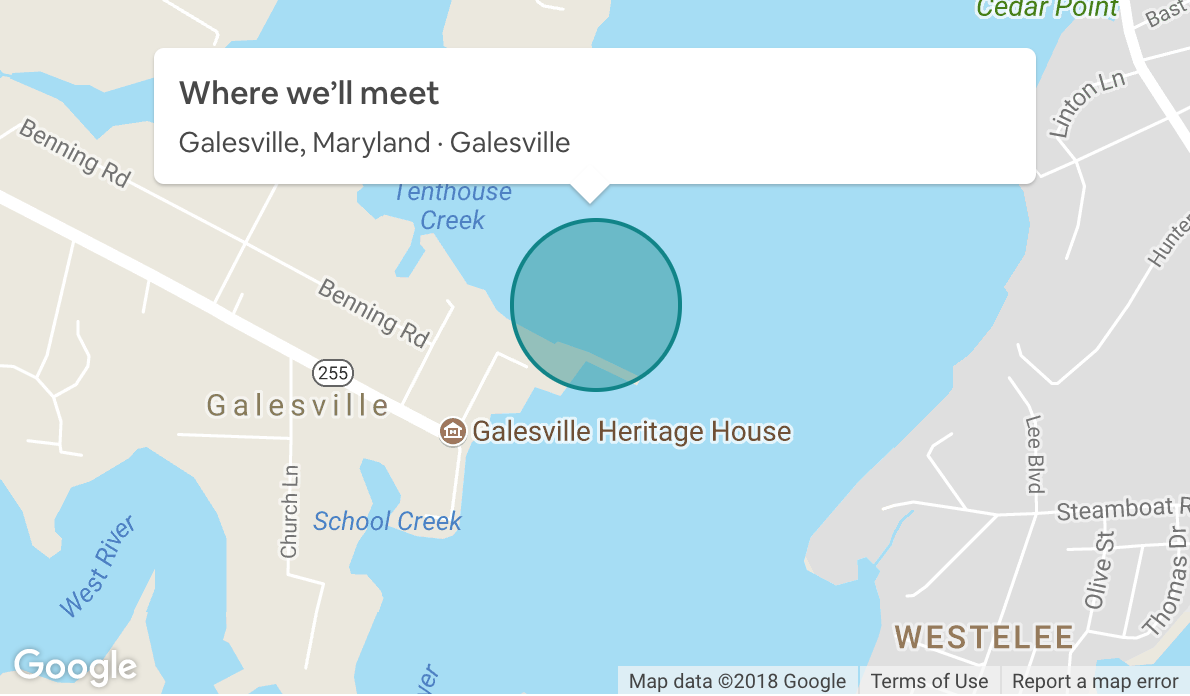 Cedar Point
Bast
Where we’ll meet
Galesville, Maryland · Galesville
Linton Ln
Benning Rd
Tenthouse
Creek
Hunter
Benning Rd
255
Galesville
Galesville Heritage House
Lee Blvd
Church Ln
School Creek
Steamboat R
West River
Olive St
Thomas Dr
WESTELEE
Google
ver
Map data ©2018 Google
Terms of Use
Report a map error